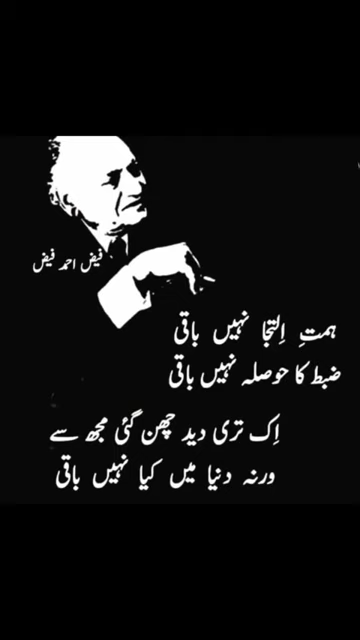 فیض احمد فیض
ہمتِ اِلتجا نہیں باقی
ضبط کا حوصلہ نہیں باقی
اِک تری دید چھن گئی مجھ سے
ورنہ دنیا میں کیا نہیں باقی